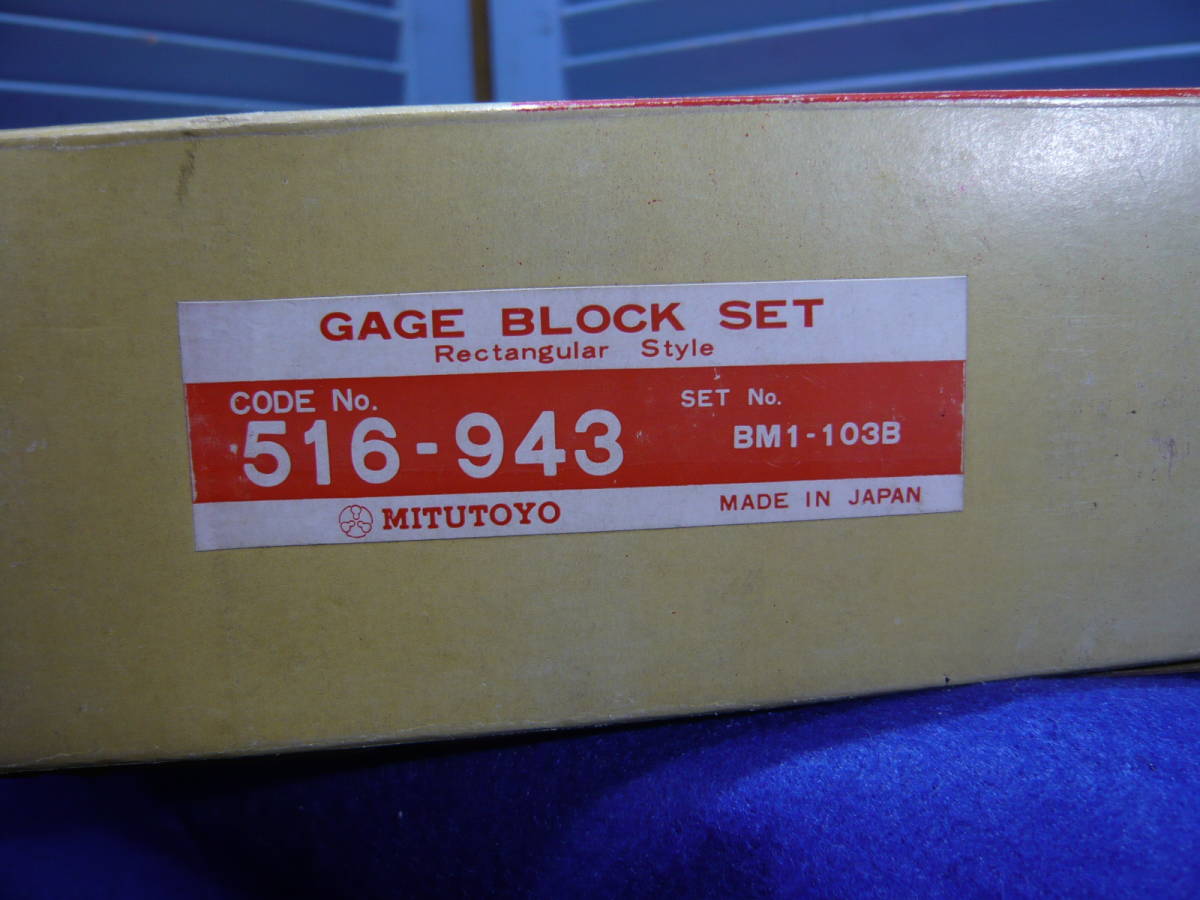 GAGE BLOCK SET
Rectangular Style
CODE No.
516-943
SET No.
BM1-103B
MITUTOYO
MADE IN JAPAN